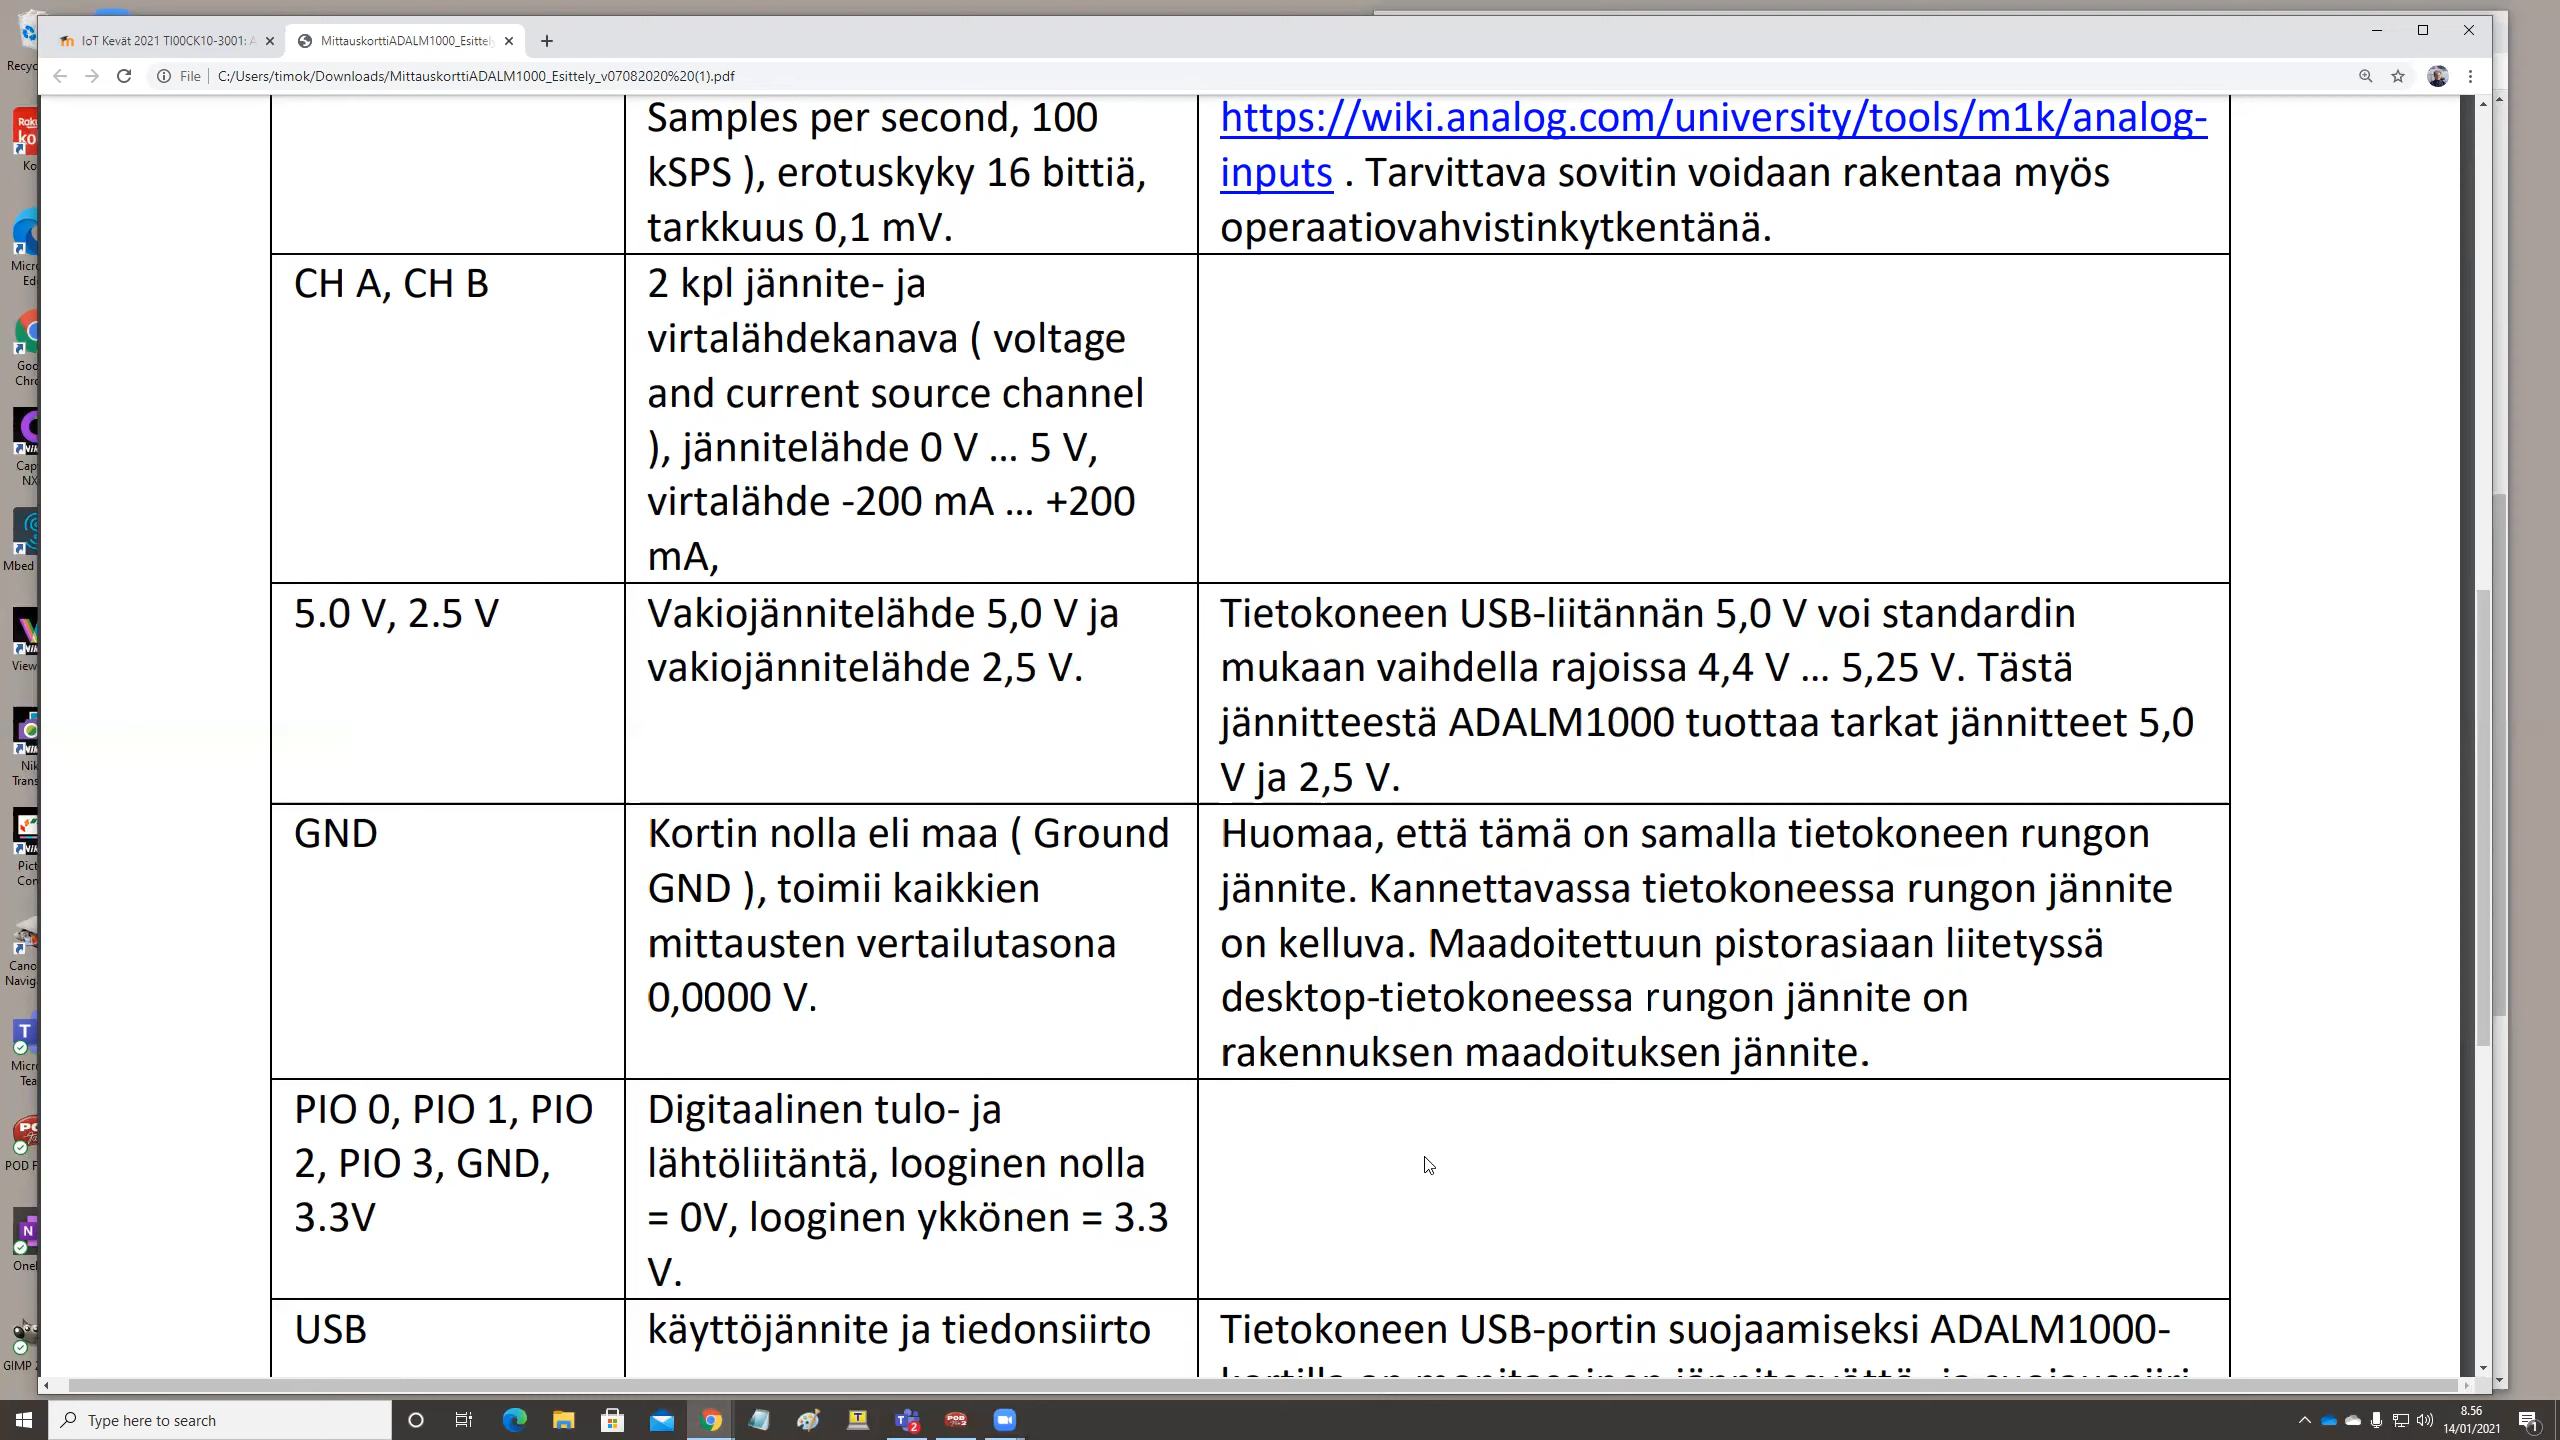 IoT Kevät 2021 TI00CK10-3001: A
MittauskorttiADALM1000_Esittely
File
C:/Users/timok/Downloads/MittauskorttiADALM1000_Esittely_v07082020%20(1).pdf
Samples per second, 100
kSPS ), erotuskyky 16 bittiä,
tarkkuus 0,1 mV.
https://wiki.analog.com/university/tools/m1k/analog-
inputs . Tarvittava sovitin voidaan rakentaa myös
operaatiovahvistinkytkentänä.
CH A, CH B
2 kpl jännite- ja
virtalähdekanava ( voltage
and current source channel
), jännitelähde 0 V ... 5 V,
virtalähde -200 mA ... +200
mA,
5.0 V, 2.5 V
Vakiojännitelähde 5,0 V ja
vakiojännitelähde 2,5 V.
Tietokoneen USB-liitännän 5,0 V voi standardin
mukaan vaihdella rajoissa 4,4 V ... 5,25 V. Tästä
jännitteestä ADALM1000 tuottaa tarkat jännitteet 5,0
V ja 2,5 V.
GND
Kortin nolla eli maa ( Ground
GND ), toimii kaikkien
mittausten vertailutasona
0,0000 V.
Huomaa, että tämä on samalla tietokoneen rungon
jännite. Kannettavassa tietokoneessa rungon jännite
on kelluva. Maadoitettuun pistorasiaan liitetyssä
desktop-tietokoneessa rungon jännite on
rakennuksen maadoituksen jännite.
PIO 0, PIO 1, PIO
2, PIO 3, GND,
3.3V
Digitaalinen tulo- ja
lähtöliitäntä, looginen nolla
= 0V, looginen ykkönen = 3.3
V.
USB
käyttöjännite ja tiedonsiirto
Tietokoneen USB-portin suojaamiseksi ADALM1000-
Type here to search
8.56
14/01/2021